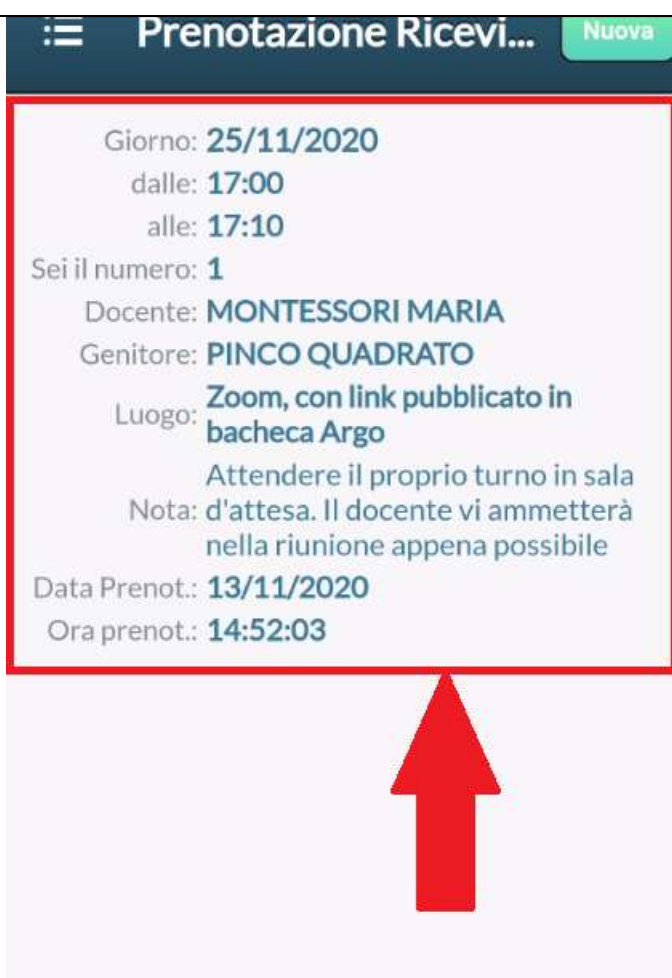 Prenotazione Ricevi... Nuova
Giorno: 25/11/2020
dalle: 17:00
alle: 17:10
Sei il numero: 1
Docente: MONTESSORI MARIA
Genitore: PINCO QUADRATO
Luogo: Zoom, con link pubblicato in
bacheca Argo
Nota: Attendere il proprio turno in sala
d'attesa. Il docente vi ammetterà
nella riunione appena possibile
Data Prenot.: 13/11/2020
Ora prenot.: 14:52:03